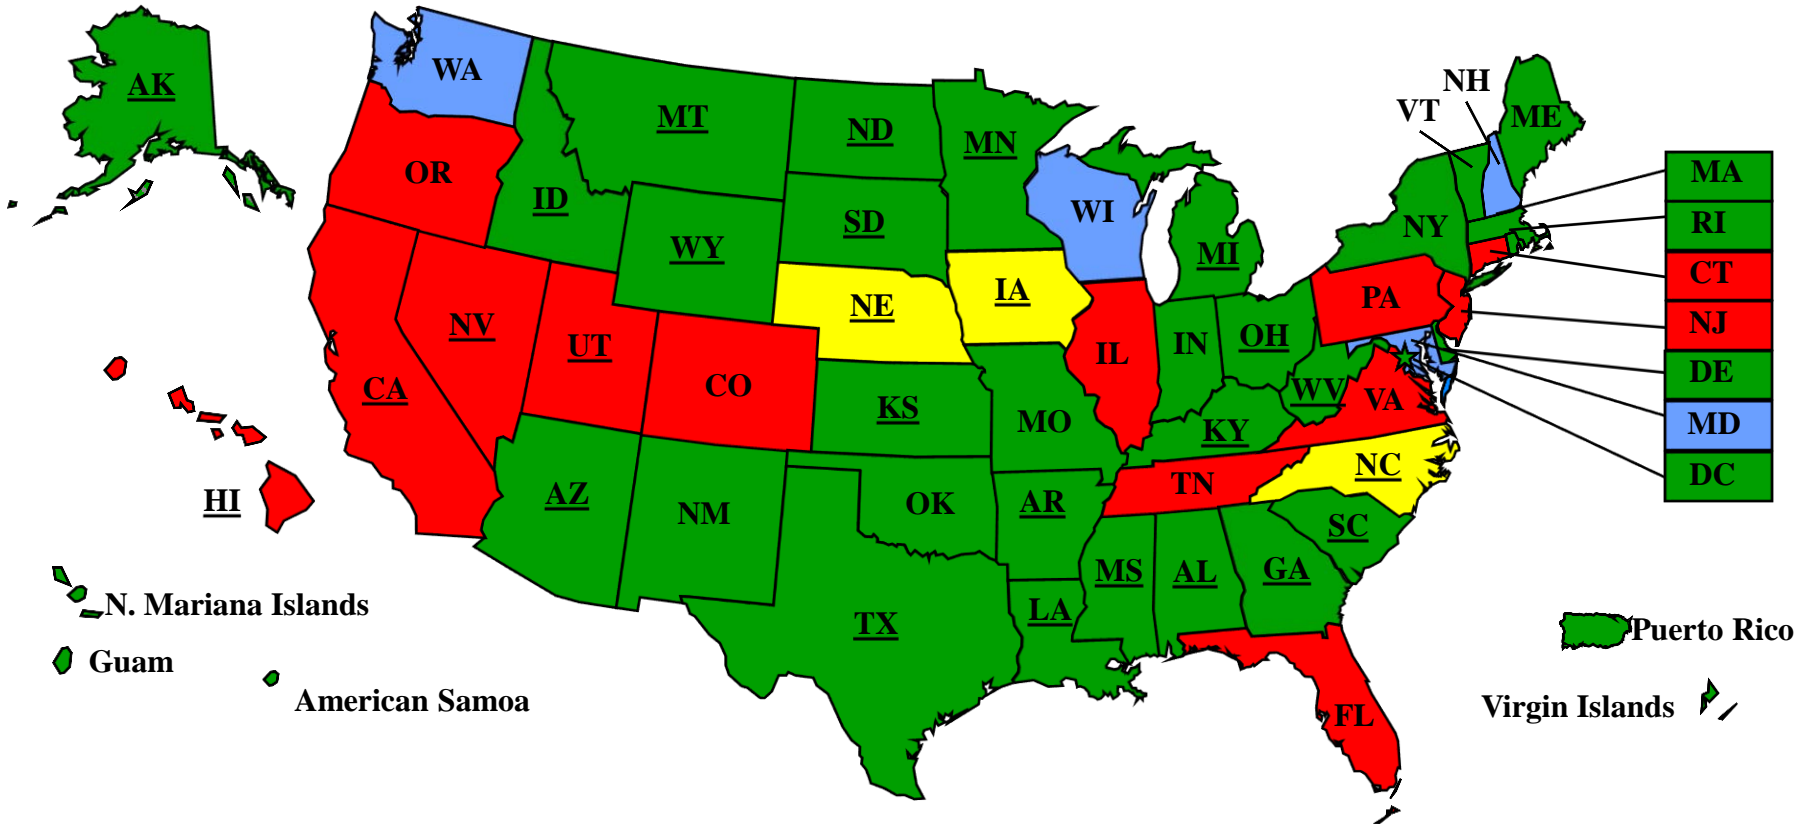 AK
WA
MT
ND
MN
OR
ID
WY
SD
WI
MI
NY
VT
NH
ME
MA
RI
CT
NJ
DE
MD
DC
NE
IA
NV
UT
CO
CA
KS
MO
IL
IN
OH
PA
WV
VA
KY
NC
TN
SC
HI
AZ
NM
OK
AR
MS
AL
GA
LA
TX
FL
N. Mariana Islands
Guam
American Samoa
Puerto Rico
Virgin Islands